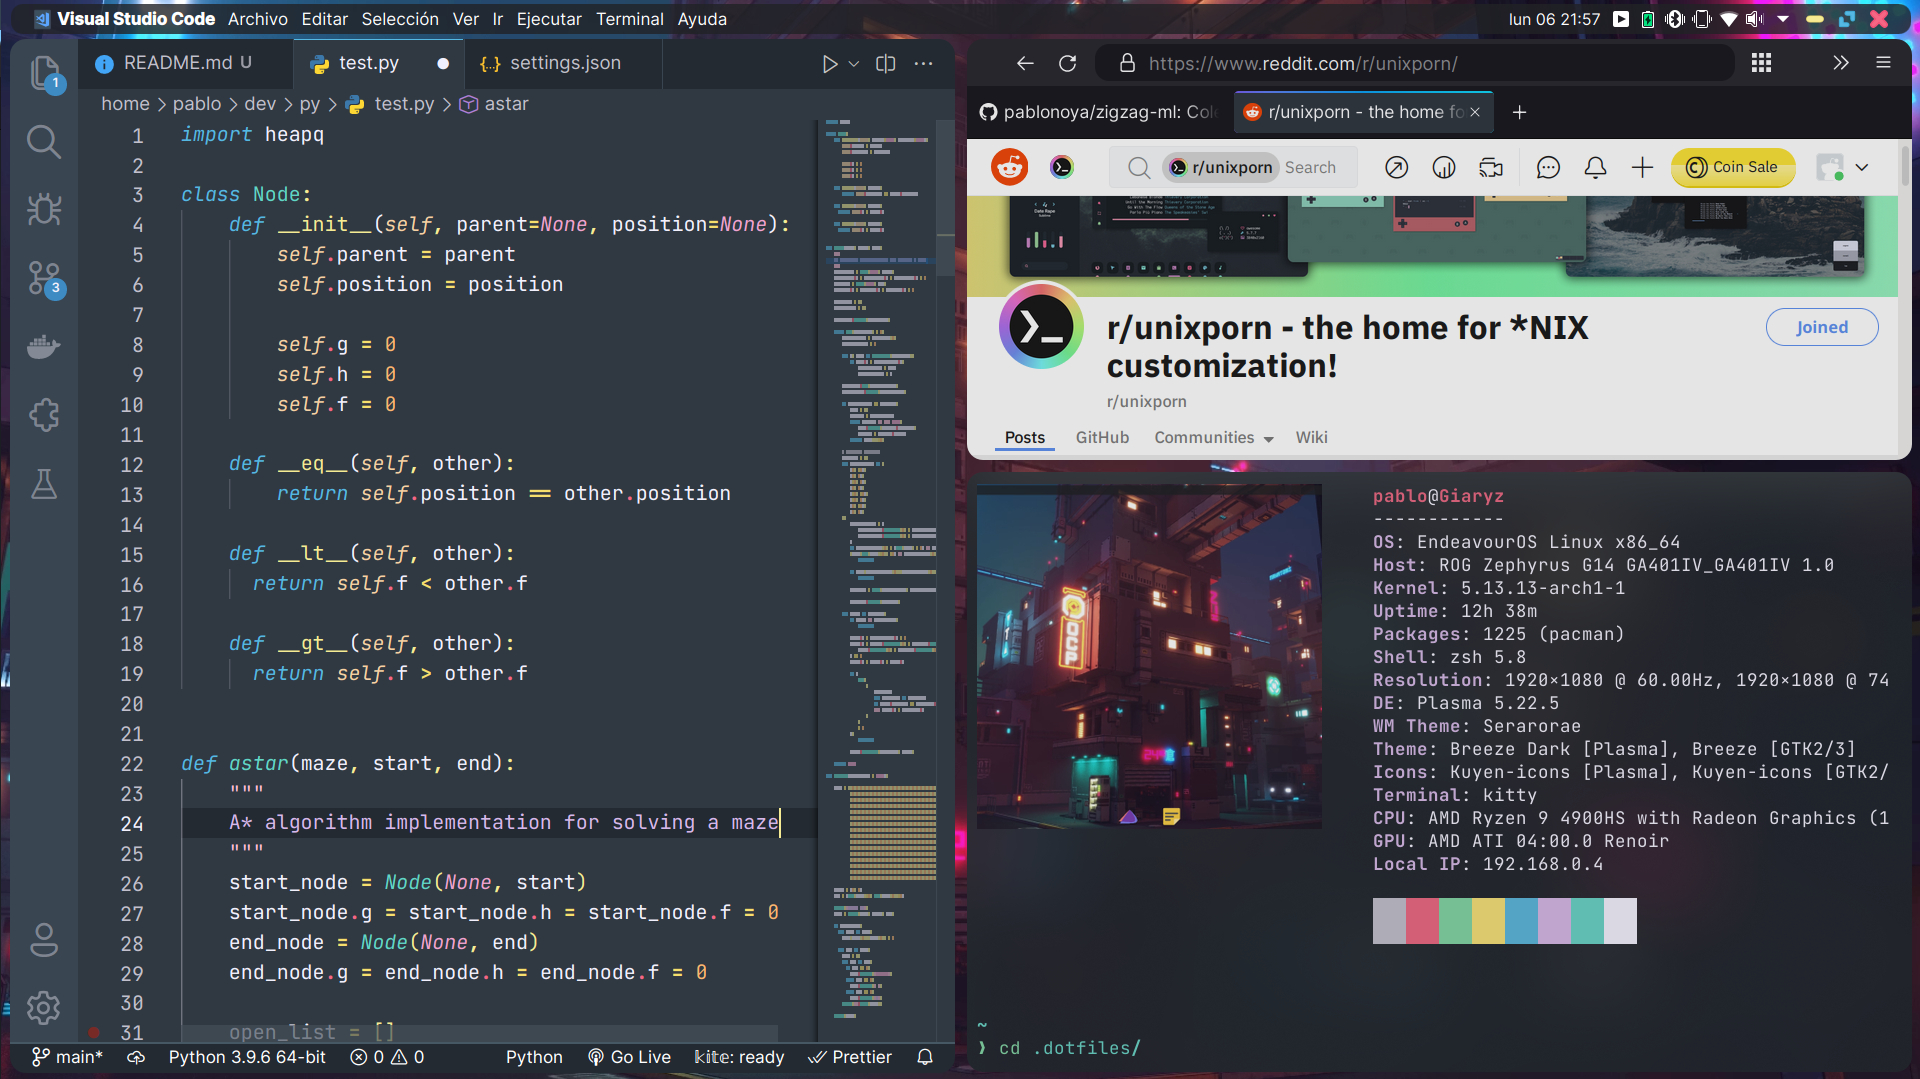 Visual Studio Code Archivo Editar Selección Ver Ir Ejecutar Terminal Ayuda
lun 06 21:57
README.md U
test.py
{..} settings.json
home > pablo > dev > py > test.py > astar
1 import heapq
2
3 class Node:
4 def __init__(self, parent=None, position=None):
5 self.parent = parent
6 self.position = position
7
8 self.g = 0
9 self.h = 0
10 self.f = 0
11
12 def __eq__(self, other):
13 return self.position == other.position
14
15 def __lt__(self, other):
16 return self.f < other.f
17
18 def __gt__(self, other):
19 return self.f > other.f
20
21
22 def astar(maze, start, end):
23 """
24 A* algorithm implementation for solving a maze
25 """
26 start_node = Node(None, start)
27 start_node.g = start_node.h = start_node.f = 0
28 end_node = Node(None, end)
29 end_node.g = end_node.h = end_node.f = 0
30
31 open_list = []
1
3
main* Python 3.9.6 64-bit 0 0 Python Go Live kite: ready Prettier
https://www.reddit.com/r/unixporn/
pablonoya/zigzag-ml: Col
r/unixporn - the home fo
r/unixporn Search
Coin Sale
r/unixporn - the home for *NIX
customization!
Joined
r/unixporn
Posts GitHub Communities Wiki
OCP
pablo@Giaryz
------------
OS: EndeavourOS Linux x86_64
Host: ROG Zephyrus G14 GA401IV_GA401IV 1.0
Kernel: 5.13.13-arch1-1
Uptime: 12h 38m
Packages: 1225 (pacman)
Shell: zsh 5.8
Resolution: 1920×1080 @ 60.00Hz, 1920×1080 @ 74
DE: Plasma 5.22.5
WM Theme: Serarorae
Theme: Breeze Dark [Plasma], Breeze [GTK2/3]
Icons: Kuyen-icons [Plasma], Kuyen-icons [GTK2/
Terminal: kitty
CPU: AMD Ryzen 9 4900HS with Radeon Graphics (1
GPU: AMD ATI 04:00.0 Renoir
Local IP: 192.168.0.4
~
❯ cd .dotfiles/